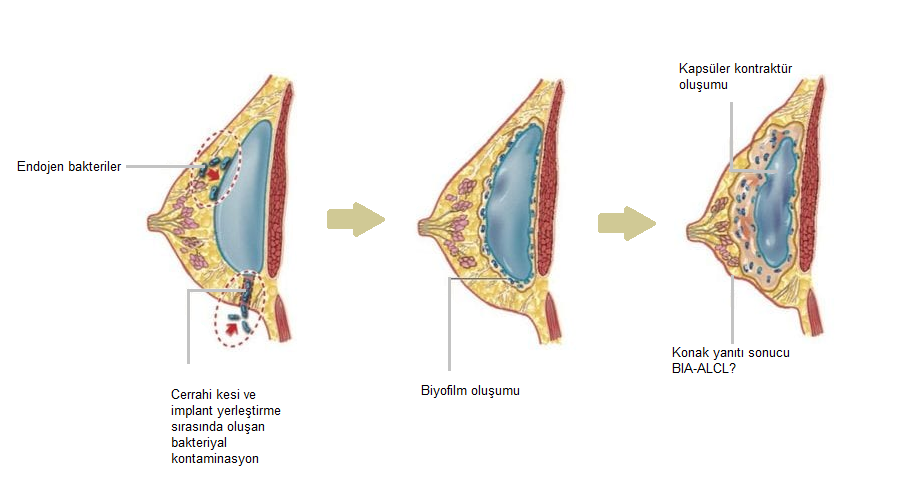 Endojen bakteriler
Cerrahi kesi ve
implant yerleştirme
sırasında oluşan
bakteriyal
kontaminasyon
Biyofilm oluşumu
Kapsüler kontraktür
oluşumu
Konak yanıtı sonucu
BIA-ALCL?